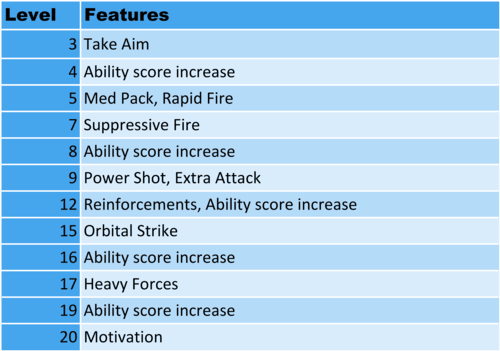 Level Features
3 Take Aim
4 Ability score increase
5 Med Pack, Rapid Fire
7 Suppressive Fire
8 Ability score increase
9 Power Shot, Extra Attack
12 Reinforcements, Ability score increase
15 Orbital Strike
16 Ability score increase
17 Heavy Forces
19 Ability score increase
20 Motivation